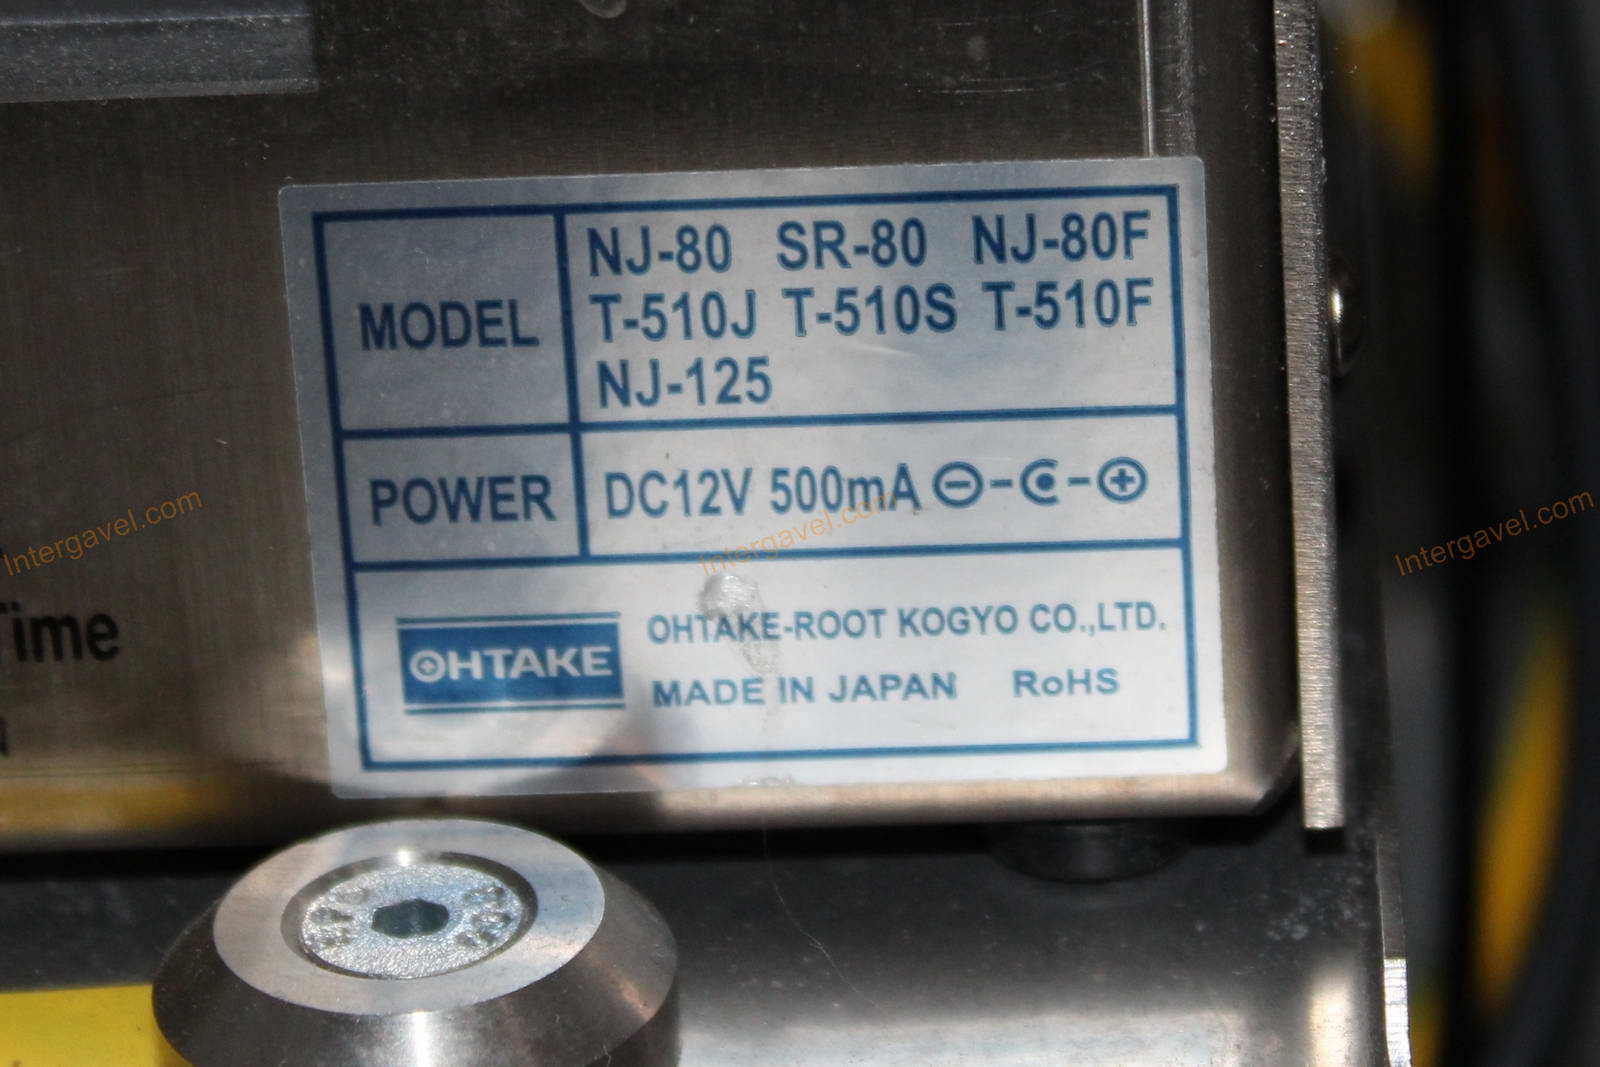 MODEL
NJ-80 SR-80 NJ-80F
T-510J T-510S T-510F
NJ-125
POWER
DC12V 500mA
OHTAKE
OHTAKE-ROOT KOGYO CO.,LTD.
MADE IN JAPAN RoHS
Time
Intergavel.com
Intergavel.com
Intergavel.com